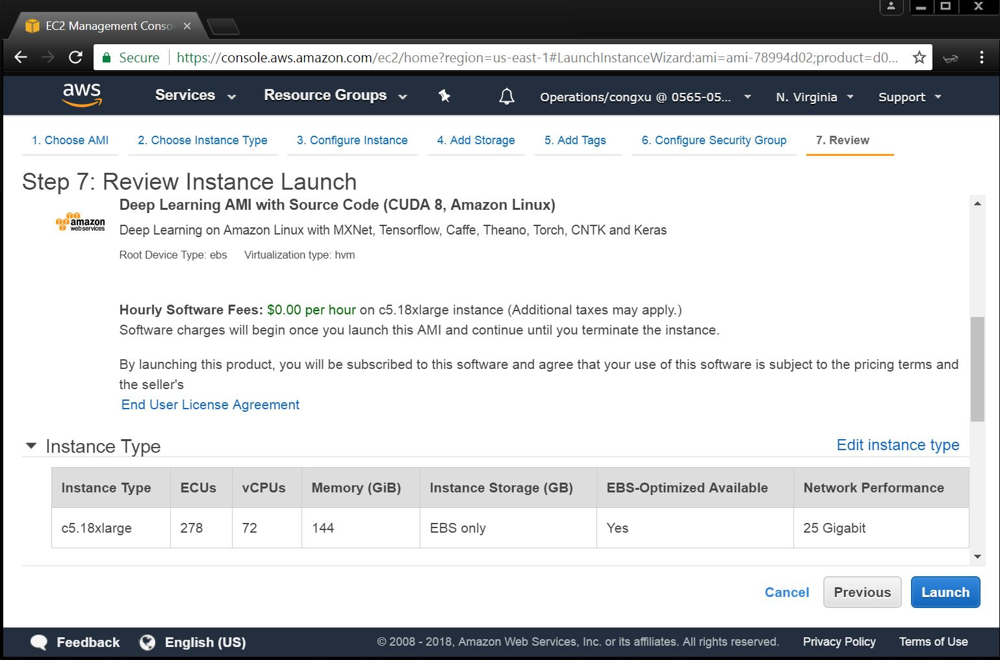 EC2 Management Consol
Secure https://console.aws.amazon.com/ec2/home?region=us-east-1#LaunchInstanceWizard:ami=ami-78994d02;product=d0...
aws Services Resource Groups Operations/congxu @ 0565-05... N. Virginia Support
1. Choose AMI 2. Choose Instance Type 3. Configure Instance 4. Add Storage 5. Add Tags 6. Configure Security Group 7. Review
Step 7: Review Instance Launch
Deep Learning AMI with Source Code (CUDA 8, Amazon Linux)
amazon
webservices
Deep Learning on Amazon Linux with MXNet, Tensorflow, Caffe, Theano, Torch, CNTK and Keras
Root Device Type: ebs Virtualization type: hvm
Hourly Software Fees: $0.00 per hour on c5.18xlarge instance (Additional taxes may apply.)
Software charges will begin once you launch this AMI and continue until you terminate the instance.
By launching this product, you will be subscribed to this software and agree that your use of this software is subject to the pricing terms and
the seller's
End User License Agreement
Instance Type Edit instance type
Instance Type ECUs vCPUs Memory (GiB) Instance Storage (GB) EBS-Optimized Available Network Performance
c5.18xlarge 278 72 144 EBS only Yes 25 Gigabit
Cancel Previous Launch
Feedback English (US) © 2008 - 2018, Amazon Web Services, Inc. or its affiliates. All rights reserved. Privacy Policy Terms of Use